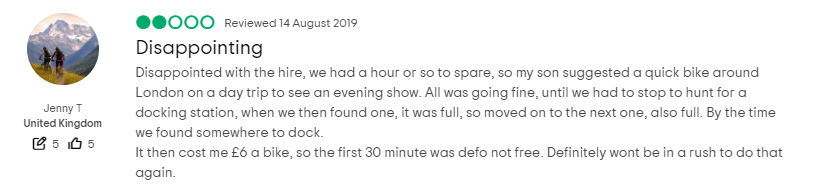 Reviewed 14 August 2019
Disappointing
Disappointed with the hire, we had a hour or so to spare, so my son suggested a quick bike around
London on a day trip to see an evening show. All was going fine, until we had to stop to hunt for a
docking station, when we then found one, it was full, so moved on to the next one, also full. By the time
we found somewhere to dock.
It then cost me £6 a bike, so the first 30 minute was defo not free. Definitely wont be in a rush to do that
again.
Jenny T
United Kingdom
5 5